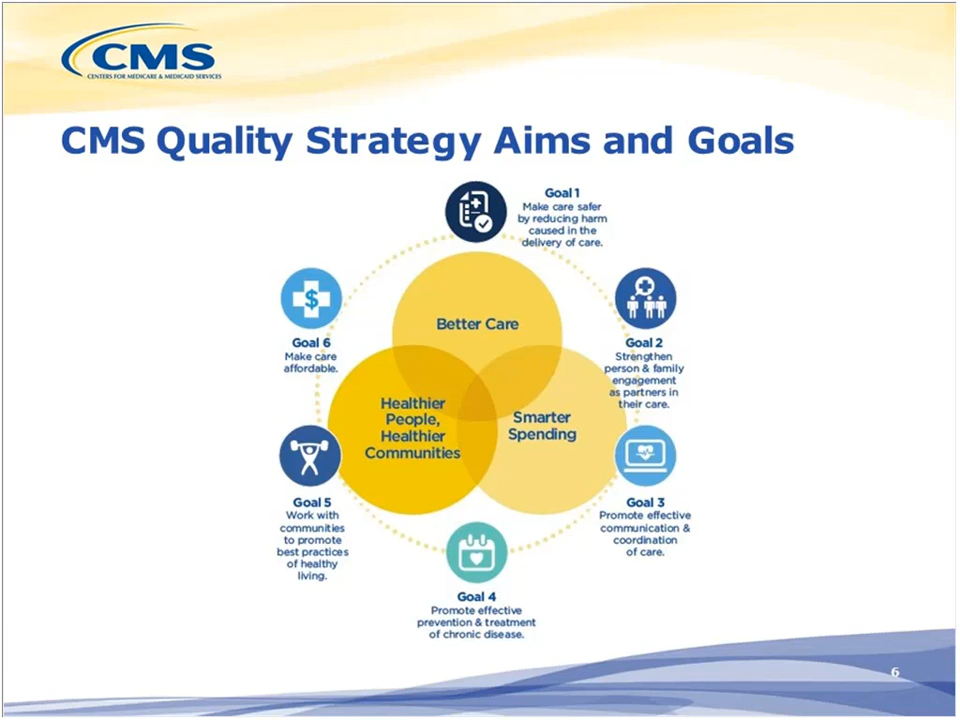 CMS
CENTERS FOR MEDICARE & MEDICAID SERVICES
CMS Quality Strategy Aims and Goals
Goal 1
Make care safer
by reducing harm
caused in the
delivery of care.
Better Care
Healthier
People,
Healthier
Communities
Smarter
Spending
Goal 2
Strengthen
person & family
engagement
as partners in
their care.
Goal 3
Promote effective
communication &
coordination
of care.
Goal 4
Promote effective
prevention & treatment
of chronic disease.
Goal 5
Work with
communities
to promote
best practices
of healthy
living.
$
Goal 6
Make care
affordable.
6